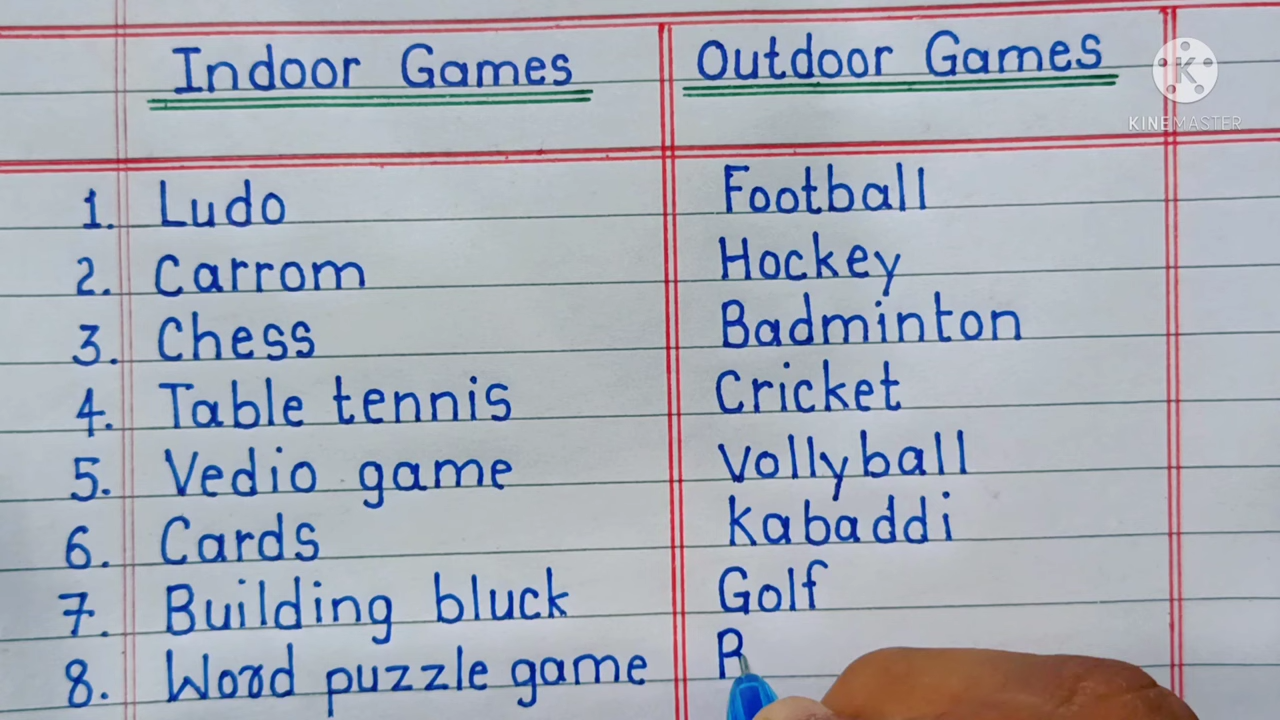 Indoor Games Outdoor Games
KINEMASTER
1. Ludo Football
2. Carrom Hockey
3. Chess Badminton
4. Table tennis Cricket
5. Vedio game Vollyball
6. Cards Kabaddi
7. Building bluck Golf
8. Word puzzle game B